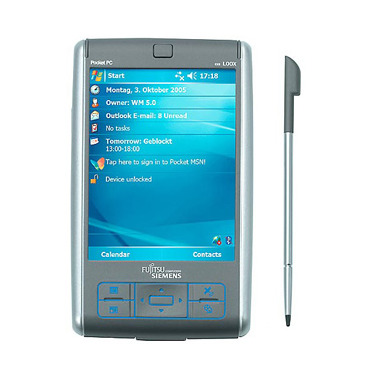 Pocket PC LOOX
Start 17:18
Montag, 3. Oktober 2005
Owner: WM 5.0
Outlook E-mail: 8 Unread
No tasks
Tomorrow: Geblockt
13:00-18:00
Tap here to sign in to Pocket MSN!
Device unlocked
Calendar Contacts
FUJITSU COMPUTERS
SIEMENS